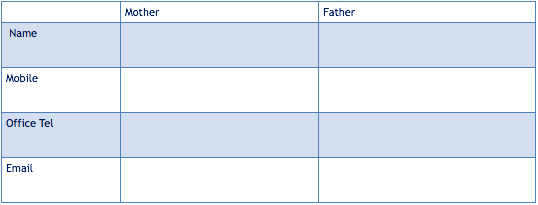 Mother Father
Name
Mobile
Office Tel
Email